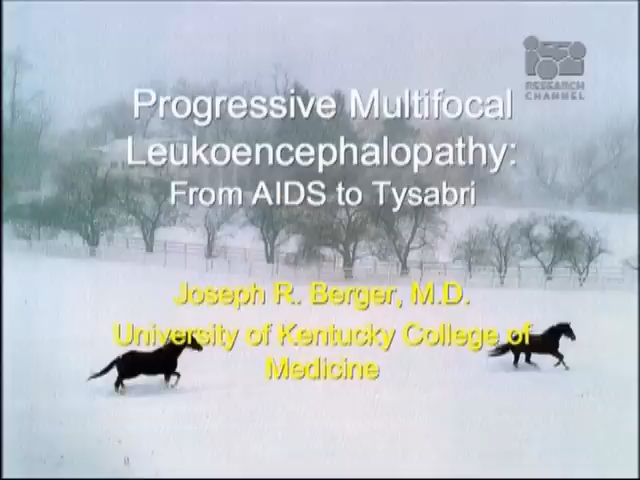 RESEARCH
CHANNEL
Progressive Multifocal
Leukoencephalopathy:
From AIDS to Tysabri
Joseph R. Berger, M.D.
University of Kentucky College of
Medicine